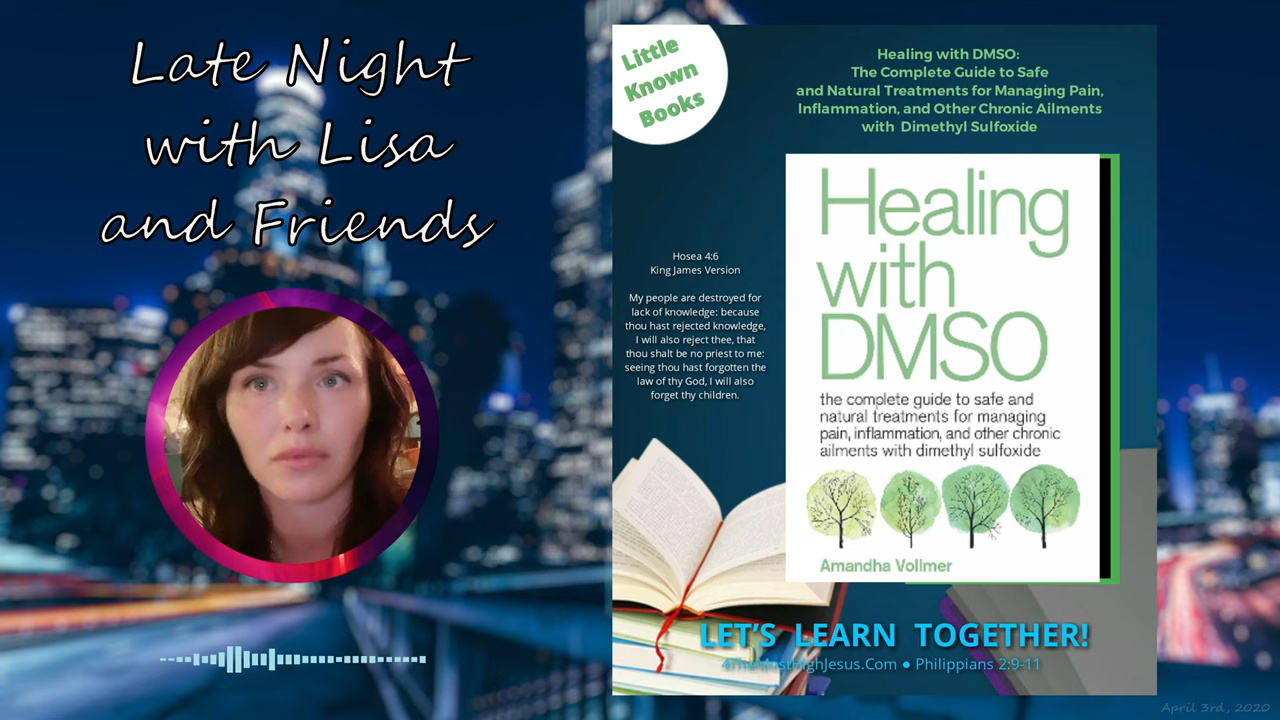 Late Night
with Lisa
and Friends
Little
Known
Books
Healing with DMSO:
The Complete Guide to Safe
and Natural Treatments for Managing Pain,
Inflammation, and Other Chronic Ailments
with Dimethyl Sulfoxide
Hosea 4:6
King James Version
My people are destroyed for
lack of knowledge: because
thou hast rejected knowledge,
I will also reject thee, that
thou shalt be no priest to me:
seeing thou hast forgotten the
law of thy God, I will also
forget thy children.
Healing
with
DMSO
the complete guide to safe and
natural treatments for managing
pain, inflammation, and other chronic
ailments with dimethyl sulfoxide
Amandha Vollmer
LET'S LEARN TOGETHER!
4TheMostHighJesus.Com ● Philippians 2:9-11
April 3rd, 2020